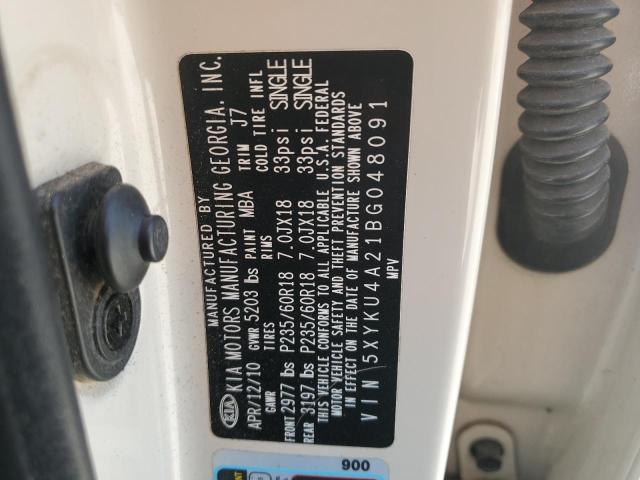 MANUFACTURED BY
KIA KIA MOTORS MANUFACTURING GEORGIA. INC.
APR/12/10 GVWR 5203 lbs PAINT MBA TRIM J7
GAWR TIRES RIMS COLD TIRE INFL
FRONT 2977 lbs P235/60R18 7.0JX18 33psi SINGLE
REAR 3197 lbs P235/60R18 7.0JX18 33psi SINGLE
THIS VEHICLE CONFORMS TO ALL APPLICABLE U.S.A. FEDERAL
MOTOR VEHICLE SAFETY AND THEFT PREVENTION STANDARDS
IN EFFECT ON THE DATE OF MANUFACTURE SHOWN ABOVE
VIN 5XYKU4A21BG048091
MPV
900